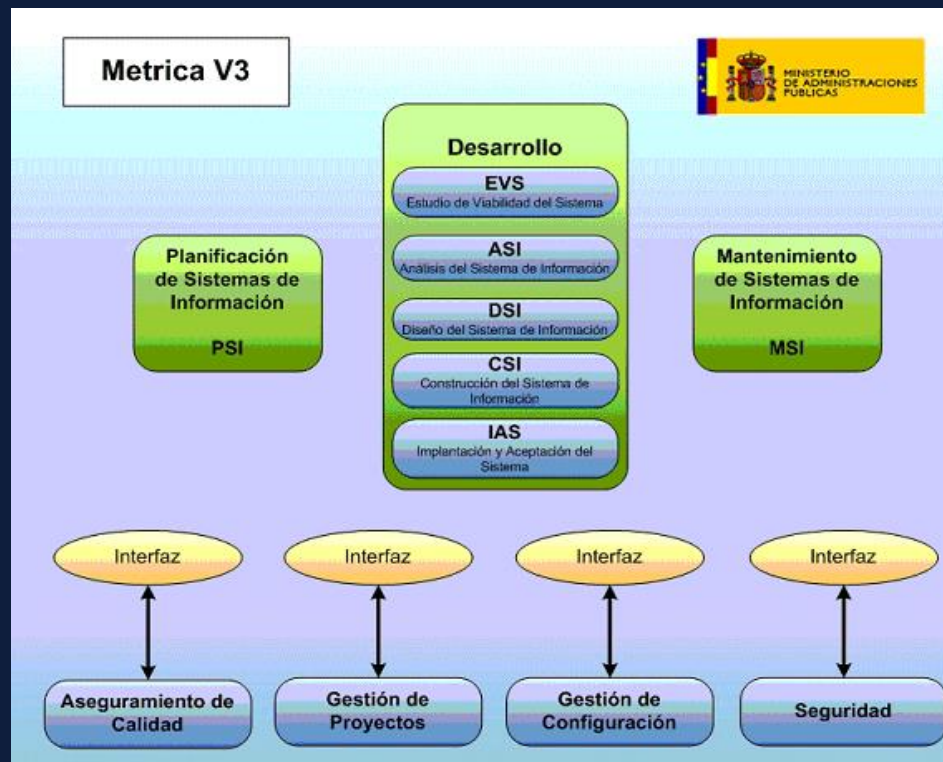 Metrica V3
MINISTERIO
DE ADMINISTRACIONES
PÚBLICAS
Desarrollo
EVS
Estudio de Viabilidad del Sistema
ASI
Análisis del Sistema de Información
DSI
Diseño del Sistema de Información
CSI
Construcción del Sistema de
Información
IAS
Implantación y Aceptación del
Sistema
Planificación
de Sistemas de
Información
PSI
Mantenimiento
de Sistemas de
Información
MSI
Interfaz
Interfaz
Interfaz
Interfaz
Aseguramiento de
Calidad
Gestión de
Proyectos
Gestión de
Configuración
Seguridad